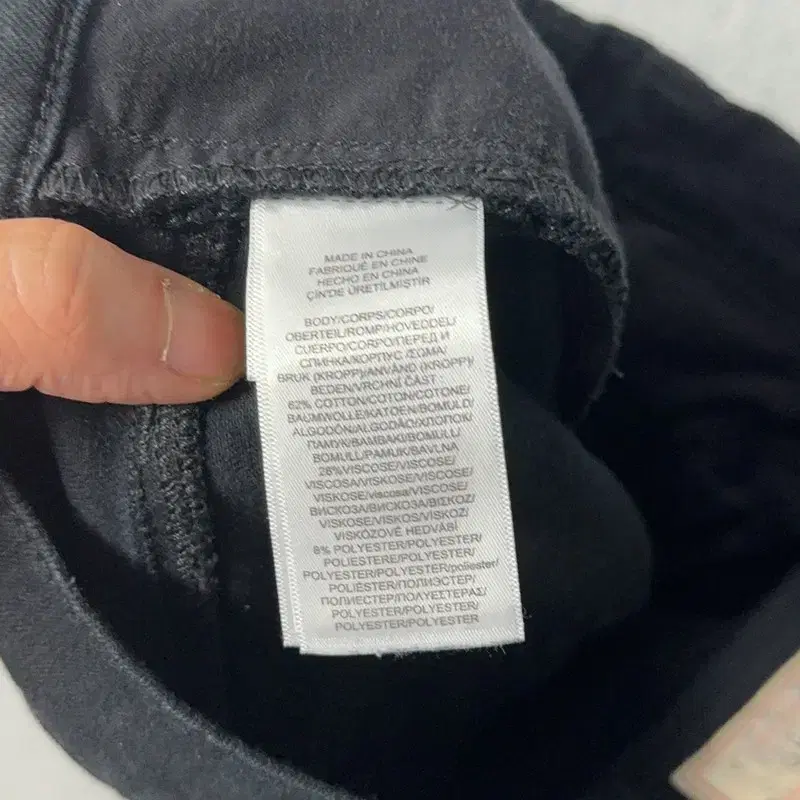 MADE IN CHINA
FABRIQUÉ EN CHINE
HECHO EN CHINA
ÇİN'DE ÜRETİLMİŞTİR
BODY/CORPS/CORPO/
OBERTEIL/ROMP/HOVEDDEL/
CUERPO/CORPO/ПЕРЕД И
СПИНКА/КОРПУС /ΣΩΜΑ/
BRUK (KROPP)/ANVÄND (KROPP)/
BEDEN/VRCHNÍ ČÁST
62% COTTON/COTON/COTONE/
BAUMWOLLE/KATOEN/BOMULD/
ALGODÓN/ALGODÃO/ХЛОПОК/
ПАМУК/ΒΑΜΒΑΚΙ/BOMULL/
BOMULL/PAMUK/BAVLNA
28%VISCOSE/VISCOSE/
VISCOSA/VISCOSE/VISCOSE/
VISKOSE/viscosa/VISCOSE/
ВИСКОЗА/ВИСКОЗА/ΒΙΣΚΟΖ/
VISKOSE/VISKOS/VİSKOZ/
VISKÓZOVÉ HEDVÁBÍ
8% POLYESTER/POLYESTER/
POLIESTERE/POLYESTER/
POLYESTER/POLYESTER/poliester/
POLIÉSTER/ПОЛИЭСТЕР/
ПОЛИЕСТЕР/ΠΟΛΥΕΣΤΕΡΑΣ/
POLYESTER/POLYESTER/
POLYESTER/POLYESTER